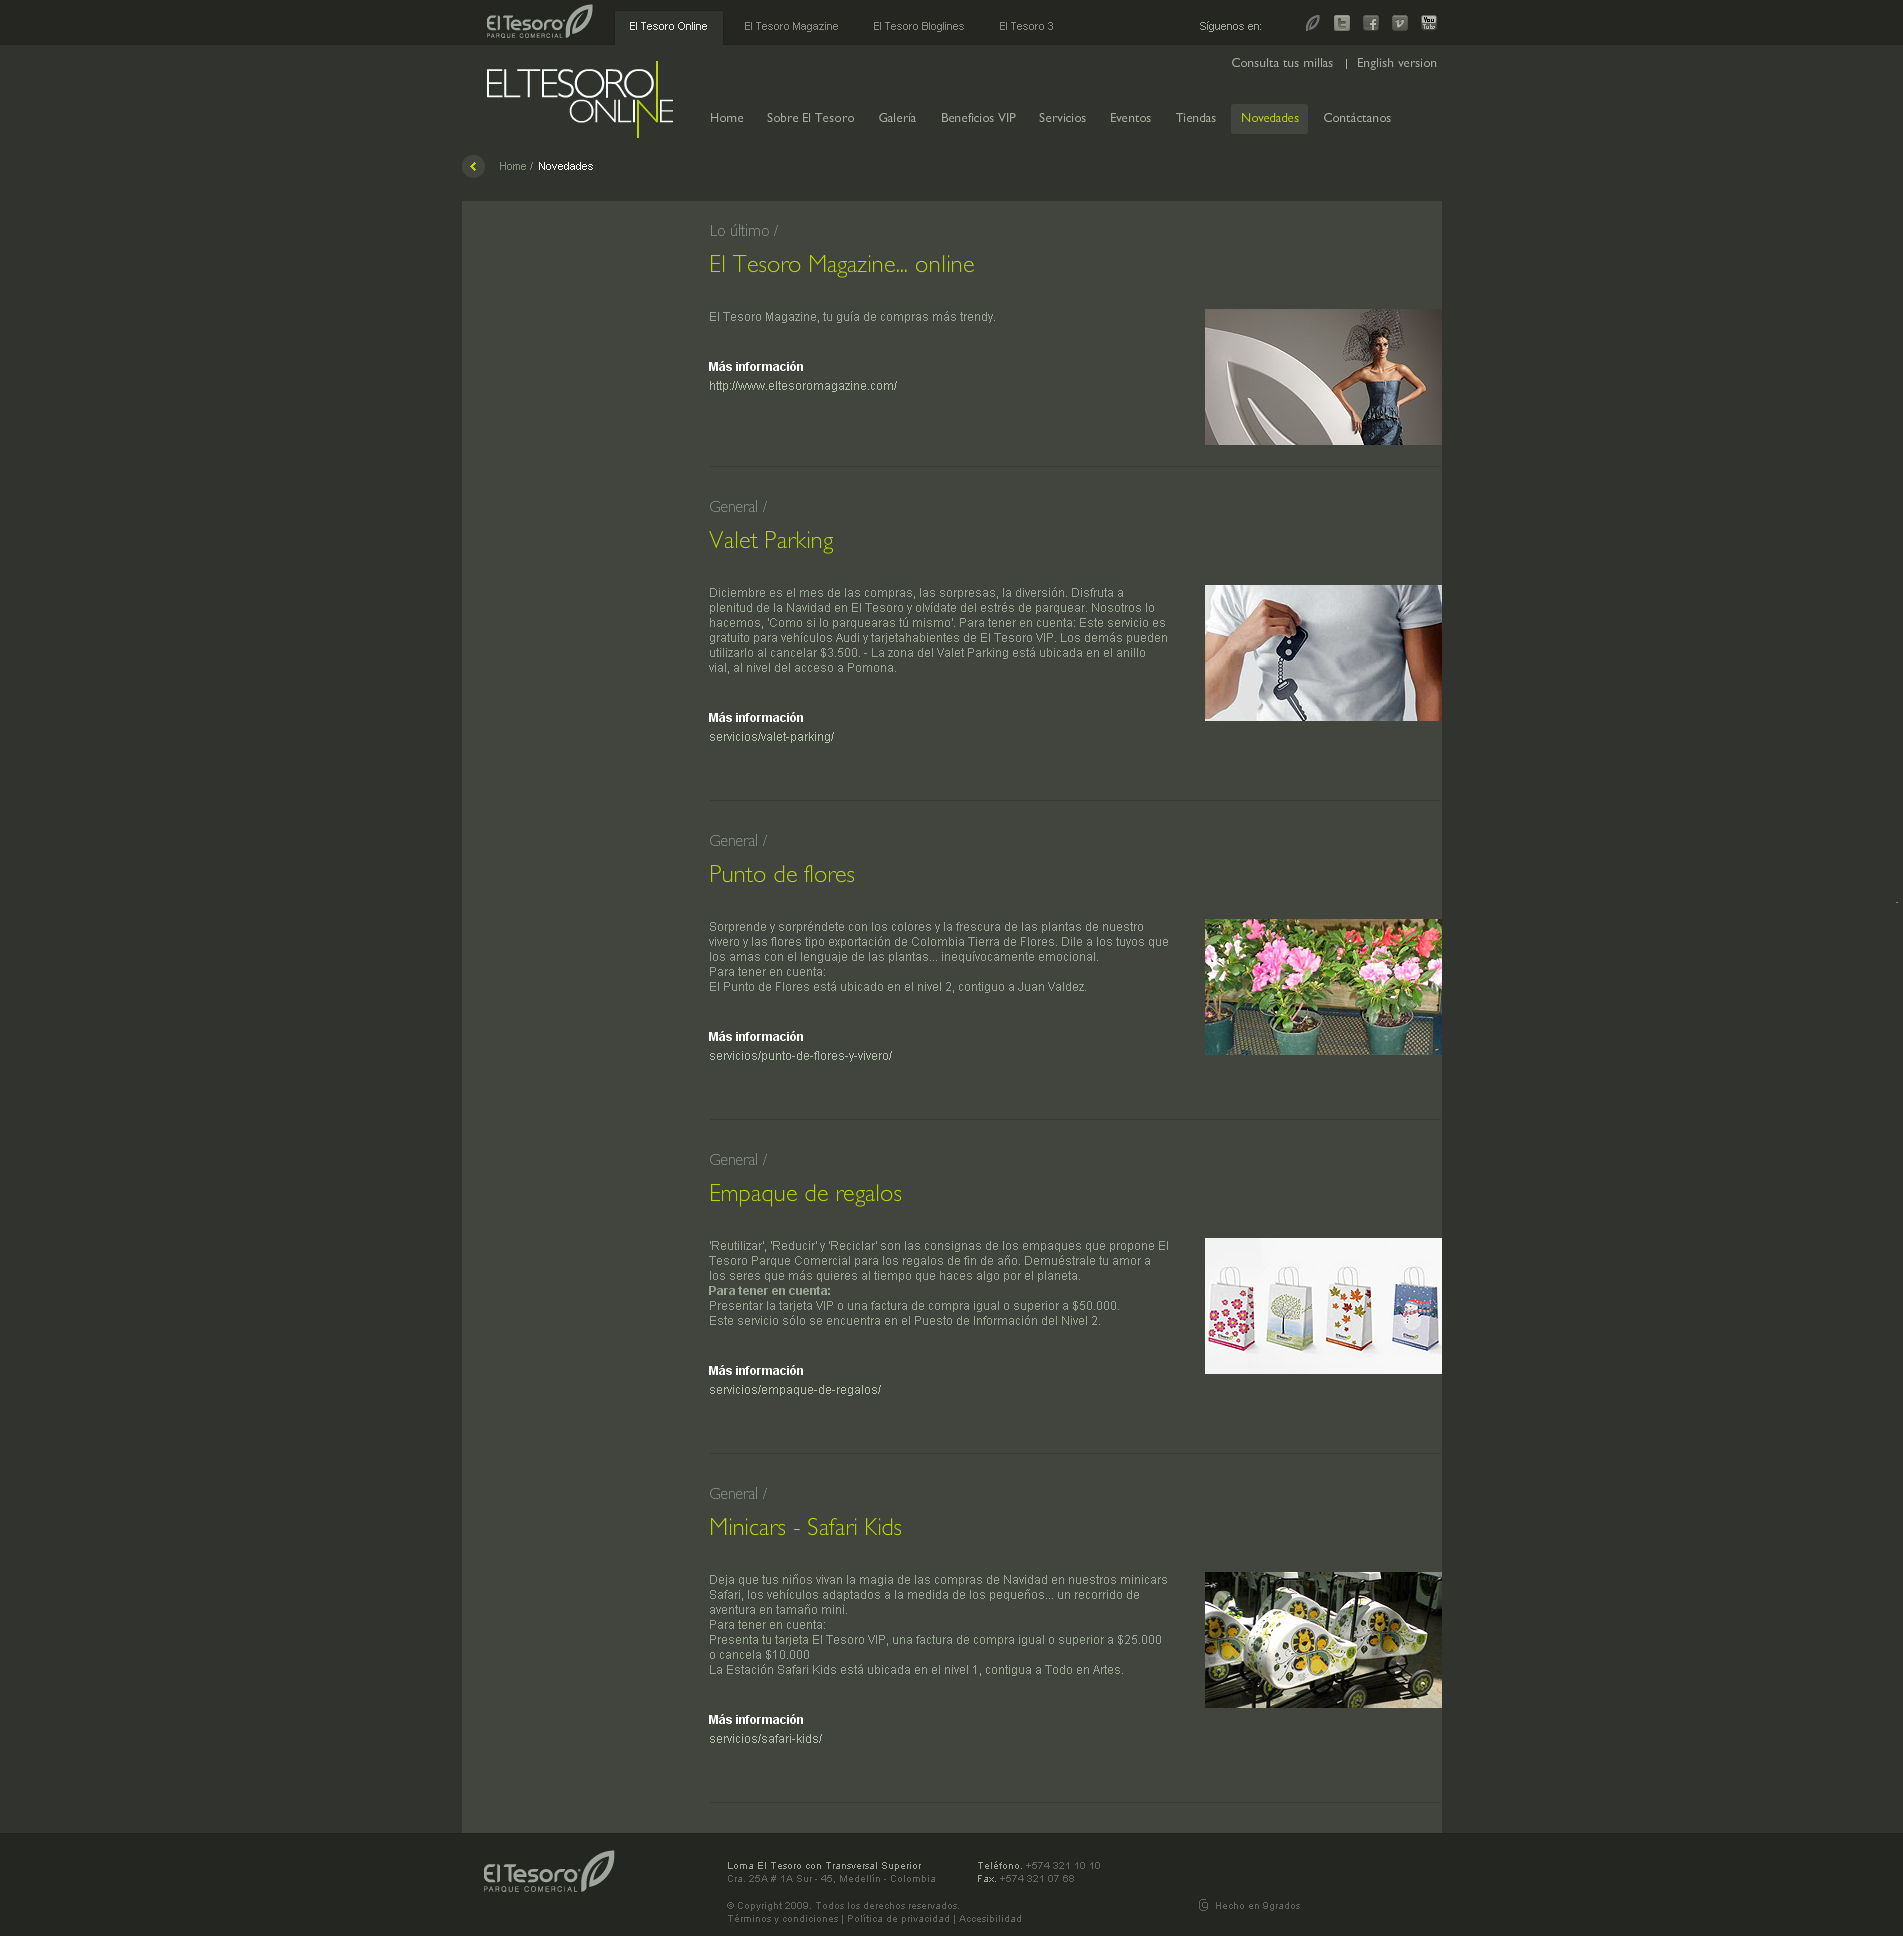 El Tesoro
PARQUE COMERCIAL
El Tesoro Online
El Tesoro Magazine
El Tesoro Bloglines
El Tesoro 3
Síguenos en:
You
Tube
Consulta tus millas | English version
ELTESORO
ONLINE
Home
Sobre El Tesoro
Galería
Beneficios VIP
Servicios
Eventos
Tiendas
Novedades
Contáctanos
Home / Novedades
Lo último /
El Tesoro Magazine... online
El Tesoro Magazine, tu guía de compras más trendy.
Más información
http://www.eltesoromagazine.com/
General /
Valet Parking
Diciembre es el mes de las compras, las sorpresas, la diversión. Disfruta a
plenitud de la Navidad en El Tesoro y olvídate del estrés de parquear. Nosotros lo
hacemos, 'Como si lo parquearas tú mismo'. Para tener en cuenta: Este servicio es
gratuito para vehículos Audi y tarjetahabientes de El Tesoro VIP. Los demás pueden
utilizarlo al cancelar $3.500. - La zona del Valet Parking está ubicada en el anillo
vial, al nivel del acceso a Pomona.
Más información
servicios/valet-parking/
General /
Punto de flores
Sorprende y sorpréndete con los colores y la frescura de las plantas de nuestro
vivero y las flores tipo exportación de Colombia Tierra de Flores. Dile a los tuyos que
los amas con el lenguaje de las plantas... inequívocamente emocional.
Para tener en cuenta:
El Punto de Flores está ubicado en el nivel 2, contiguo a Juan Valdez.
Más información
servicios/punto-de-flores-y-vivero/
General /
Empaque de regalos
'Reutilizar', 'Reducir' y 'Reciclar' son las consignas de los empaques que propone El
Tesoro Parque Comercial para los regalos de fin de año. Demuéstrale tu amor a
los seres que más quieres al tiempo que haces algo por el planeta.
Para tener en cuenta:
Presentar la tarjeta VIP o una factura de compra igual o superior a $50.000.
Este servicio sólo se encuentra en el Puesto de Información del Nivel 2.
Más información
servicios/empaque-de-regalos/
General /
Minicars - Safari Kids
Deja que tus niños vivan la magia de las compras de Navidad en nuestros minicars
Safari, los vehículos adaptados a la medida de los pequeños... un recorrido de
aventura en tamaño mini.
Para tener en cuenta:
Presenta tu tarjeta El Tesoro VIP, una factura de compra igual o superior a $25.000
o cancela $10.000
La Estación Safari Kids está ubicada en el nivel 1, contigua a Todo en Artes.
Más información
servicios/safari-kids/
El Tesoro
PARQUE COMERCIAL
Loma El Tesoro con Transversal Superior
Cra. 25A # 1A Sur - 45, Medellín - Colombia
Teléfono. +574 321 10 10
Fax. +574 321 07 68
© Copyright 2009. Todos los derechos reservados.
Términos y condiciones | Política de privacidad | Accesibilidad
Hecho en 9grados